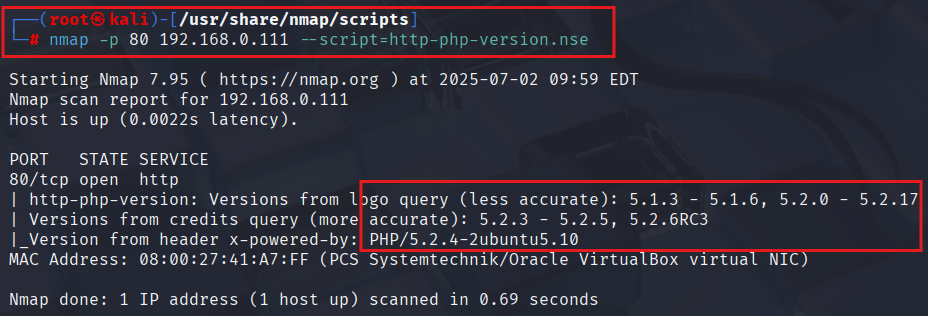 ┌──(root㉿kali)-[/usr/share/nmap/scripts]
└─# nmap -p 80 192.168.0.111 --script=http-php-version.nse
Starting Nmap 7.95 ( https://nmap.org ) at 2025-07-02 09:59 EDT
Nmap scan report for 192.168.0.111
Host is up (0.0022s latency).
PORT   STATE SERVICE
80/tcp open  http
| http-php-version: Versions from logo query (less accurate): 5.1.3 - 5.1.6, 5.2.0 - 5.2.17
| Versions from credits query (more accurate): 5.2.3 - 5.2.5, 5.2.6RC3
|_Version from header x-powered-by: PHP/5.2.4-2ubuntu5.10
MAC Address: 08:00:27:41:A7:FF (PCS Systemtechnik/Oracle VirtualBox virtual NIC)
Nmap done: 1 IP address (1 host up) scanned in 0.69 seconds